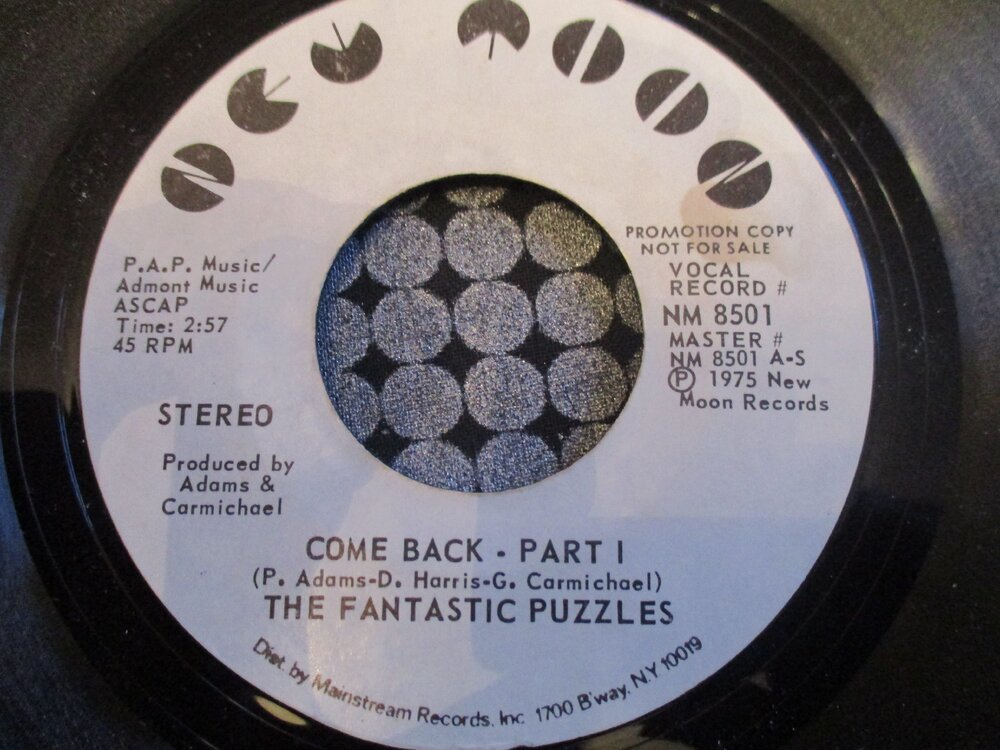 NEW MOON
P.A.P. Music/
Admont Music
ASCAP
Time: 2:57
45 RPM
STEREO
Produced by
Adams &
Carmichael
PROMOTION COPY
NOT FOR SALE
VOCAL
RECORD #
NM 8501
MASTER #
NM 8501 A-S
Ⓟ 1975 New
Moon Records
COME BACK - PART I
(P. Adams-D. Harris-G. Carmichael)
THE FANTASTIC PUZZLES
Dist. by Mainstream Records, Inc. 1700 B'way, N.Y. 10019